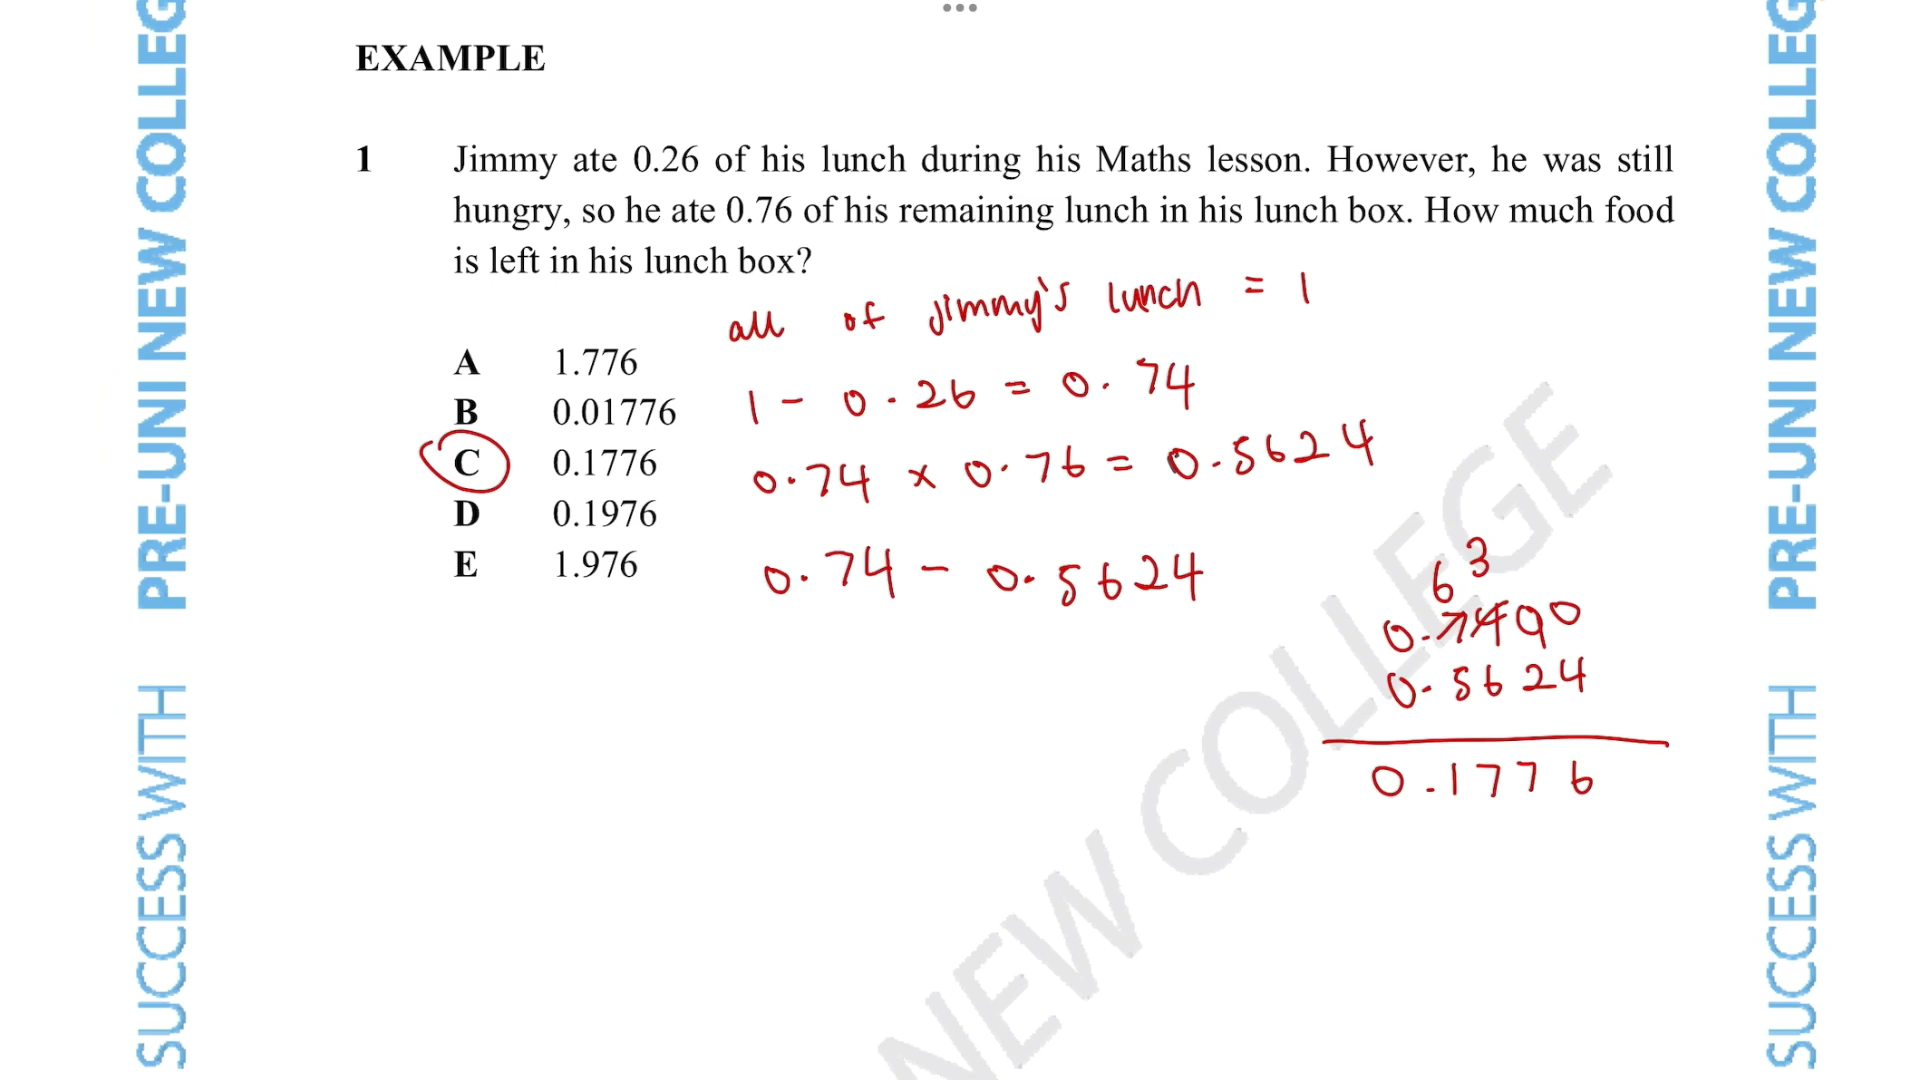 EXAMPLE
1 Jimmy ate 0.26 of his lunch during his Maths lesson. However, he was still
hungry, so he ate 0.76 of his remaining lunch in his lunch box. How much food
is left in his lunch box?
all of Jimmy's lunch = 1
A 1.776
B 0.01776
C 0.1776
D 0.1976
E 1.976
1 - 0.26 = 0.74
0.74 x 0.76 = 0.5624
0.74 - 0.5624
6 3
0.7400
0.5624
0.1776
SUCCESS WITH PRE-UNI NEW COLLEG
SUCCESS WITH PRE-UNI NEW COLLEG
NEW COLLEGE